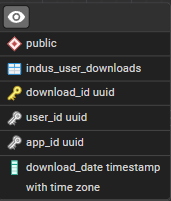 public
indus_user_downloads
download_id uuid
user_id uuid
app_id uuid
download_date timestamp
with time zone